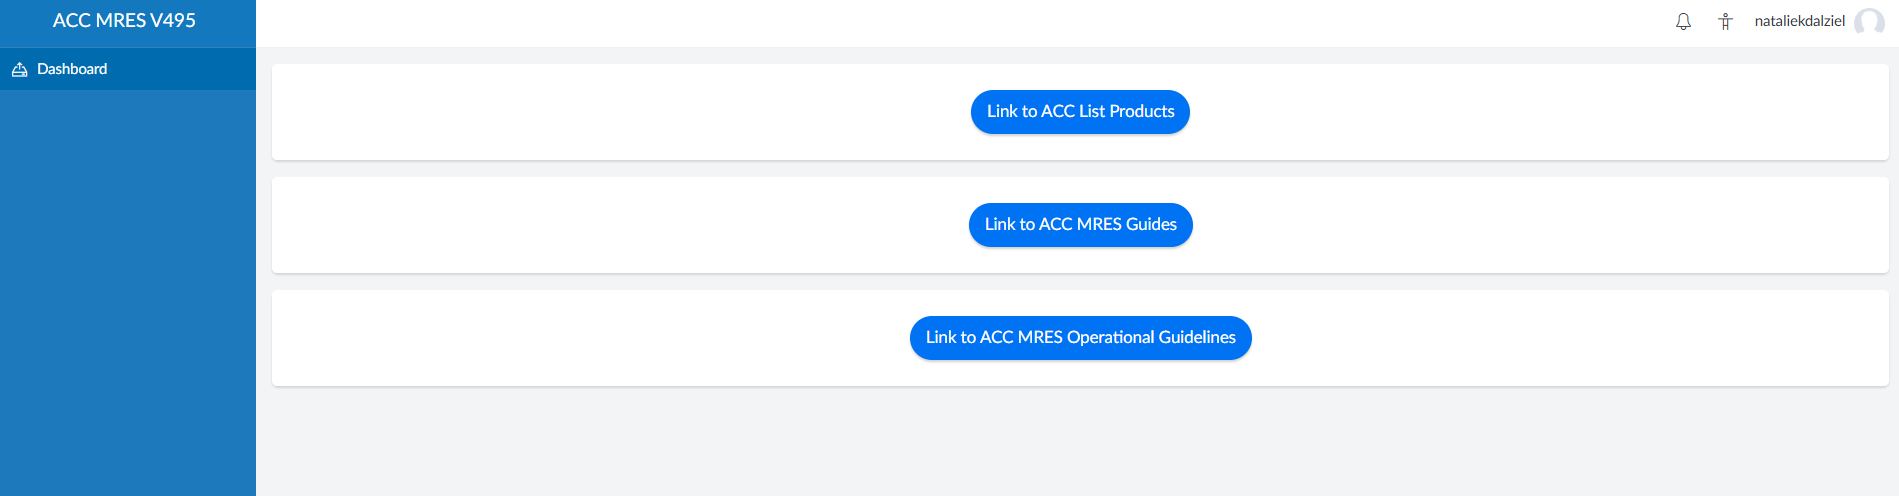 ACC MRES V495
nataliekdalziel
Dashboard
Link to ACC List Products
Link to ACC MRES Guides
Link to ACC MRES Operational Guidelines